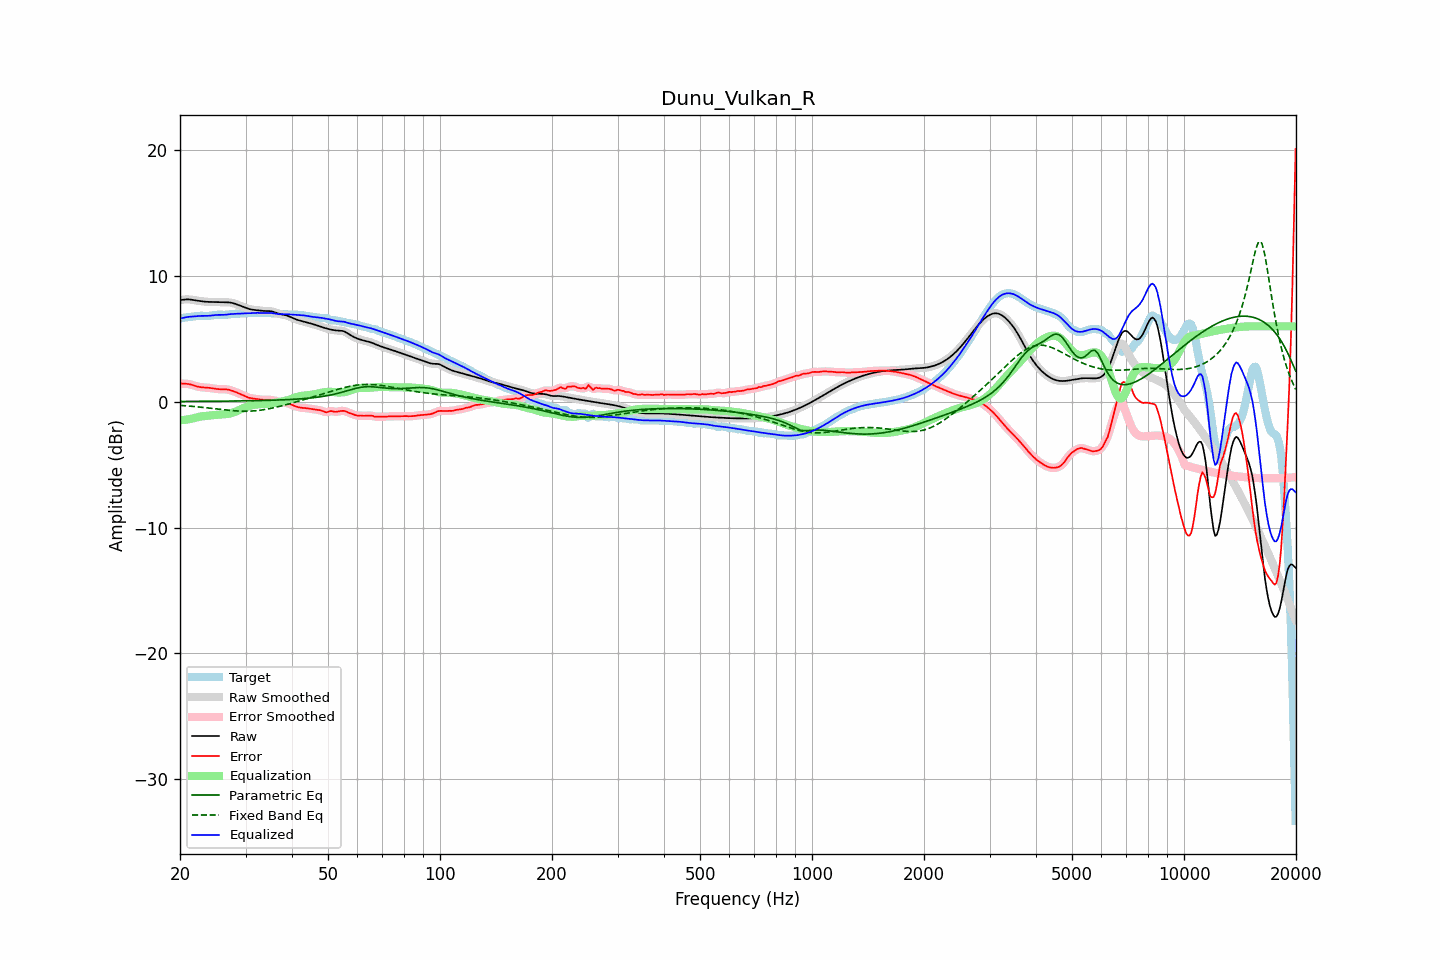 Dunu_Vulkan_R
Amplitude (dBr)
20
10
0
−10
−20
−30
Target
Raw Smoothed
Error Smoothed
Raw
Error
Equalization
Parametric Eq
Fixed Band Eq
Equalized
20 50 100 200 500 1000 2000 5000 10000 20000
Frequency (Hz)